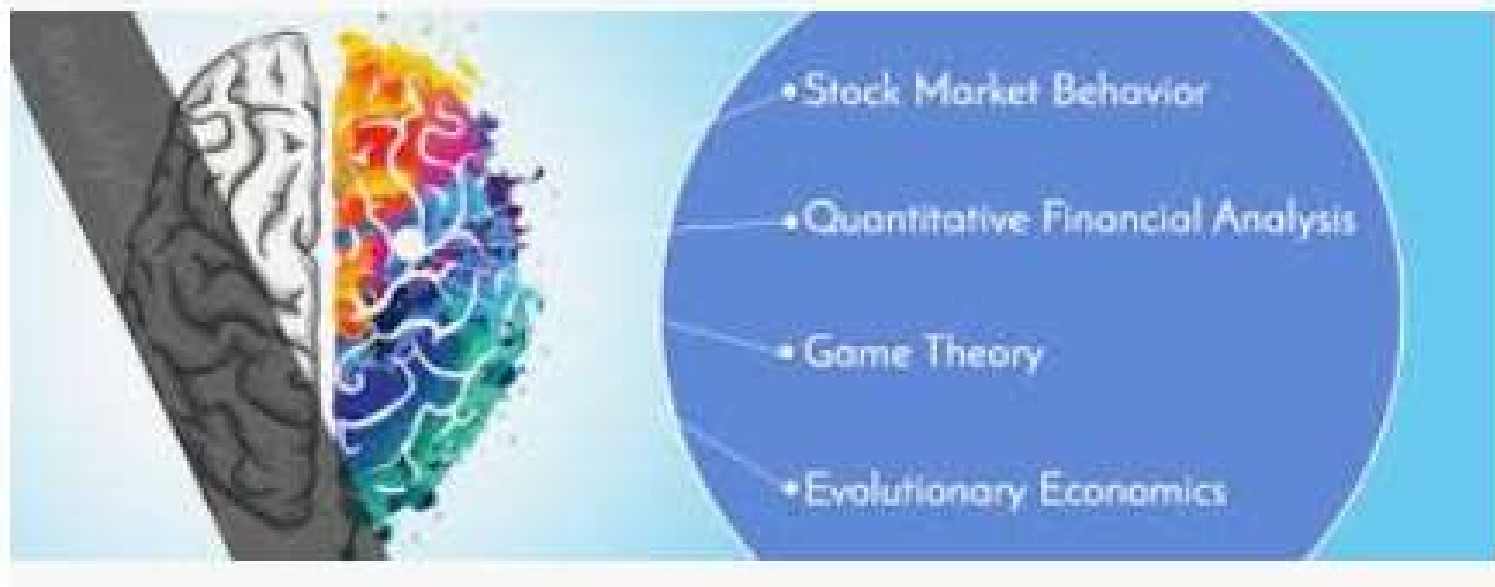 •Stock Market Behavior
•Quantitative Financial Analysis
•Game Theory
•Evolutionary Economics